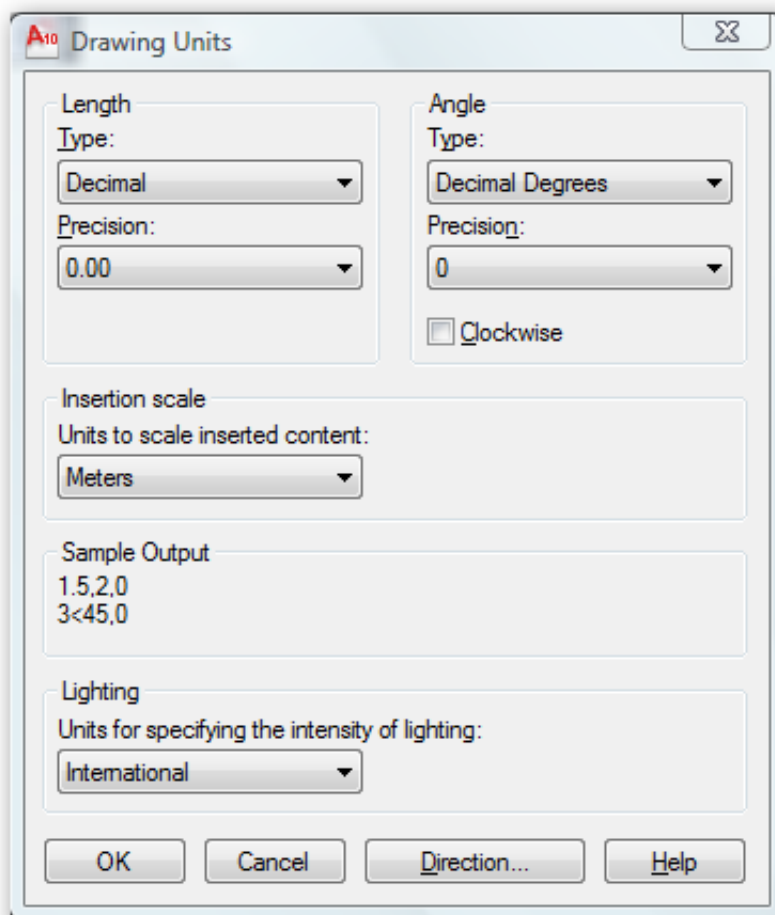 A10 Drawing Units
Length
Type:
Decimal
Precision:
0.00
Angle
Type:
Decimal Degrees
Precision:
0
Clockwise
Insertion scale
Units to scale inserted content:
Meters
Sample Output
1.5,2,0
3<45,0
Lighting
Units for specifying the intensity of lighting:
International
OK Cancel Direction... Help